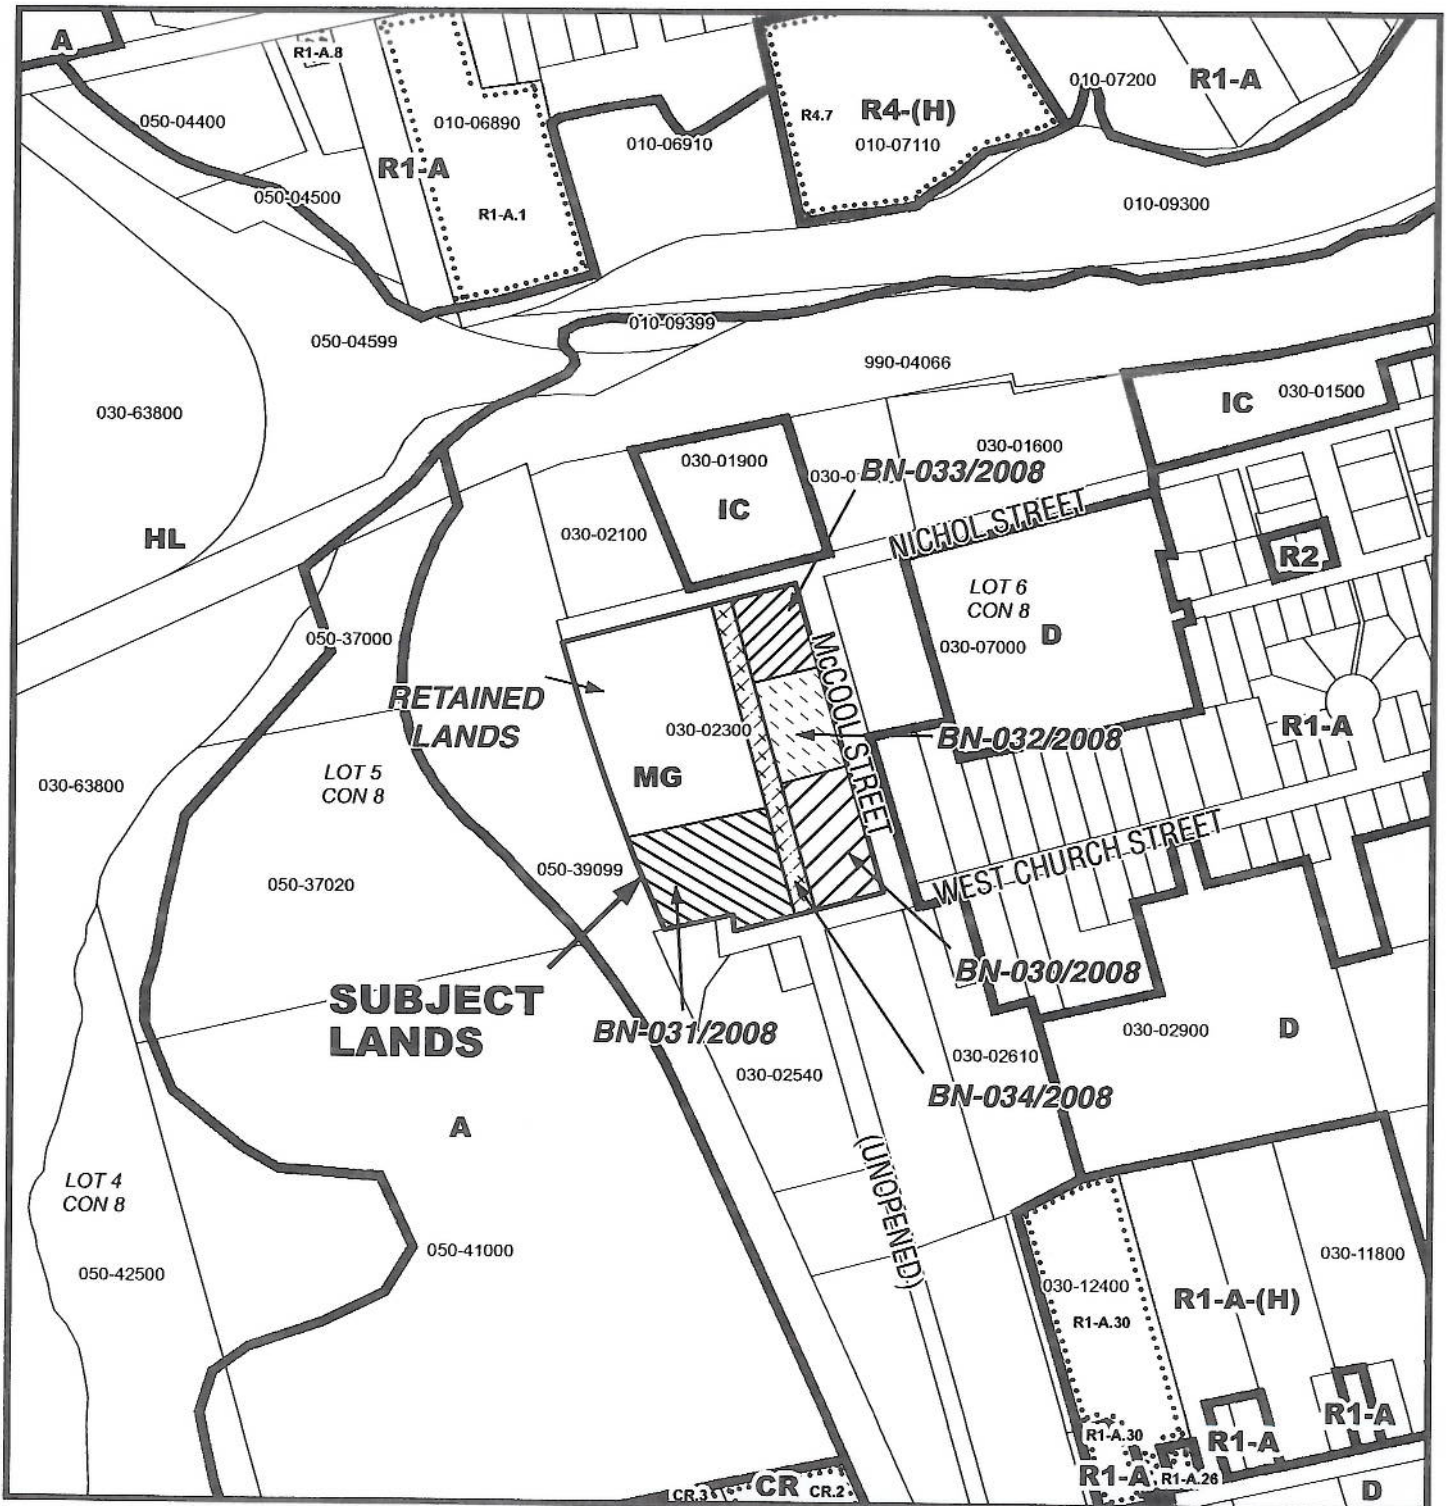 A
R1-A.8
010-07200
R1-A
050-04400
010-06890
R4.7
R4-(H)
010-06910
010-07110
R1-A
050-04500
R1-A.1
010-09300
010-09399
050-04599
990-04066
030-63800
IC
030-01500
030-01600
030-01900
BN-033/2008
IC
030-02100
NICHOL STREET
HL
R2
LOT 6
CON 8
D
050-37000
030-07000
McCOOL STREET
RETAINED
LANDS
030-02300
BN-032/2008
R1-A
MG
LOT 5
CON 8
030-63800
WEST CHURCH STREET
050-39099
050-37020
SUBJECT
LANDS
BN-030/2008
BN-031/2008
030-02900
D
030-02610
030-02540
BN-034/2008
A
(UNOPENED)
LOT 4
CON 8
050-41000
050-42500
030-11800
030-12400
R1-A-(H)
R1-A.30
R1-A
R1-A.30
R1-A
R1-A
R1-A.26
CR.3
CR
CR.2
D